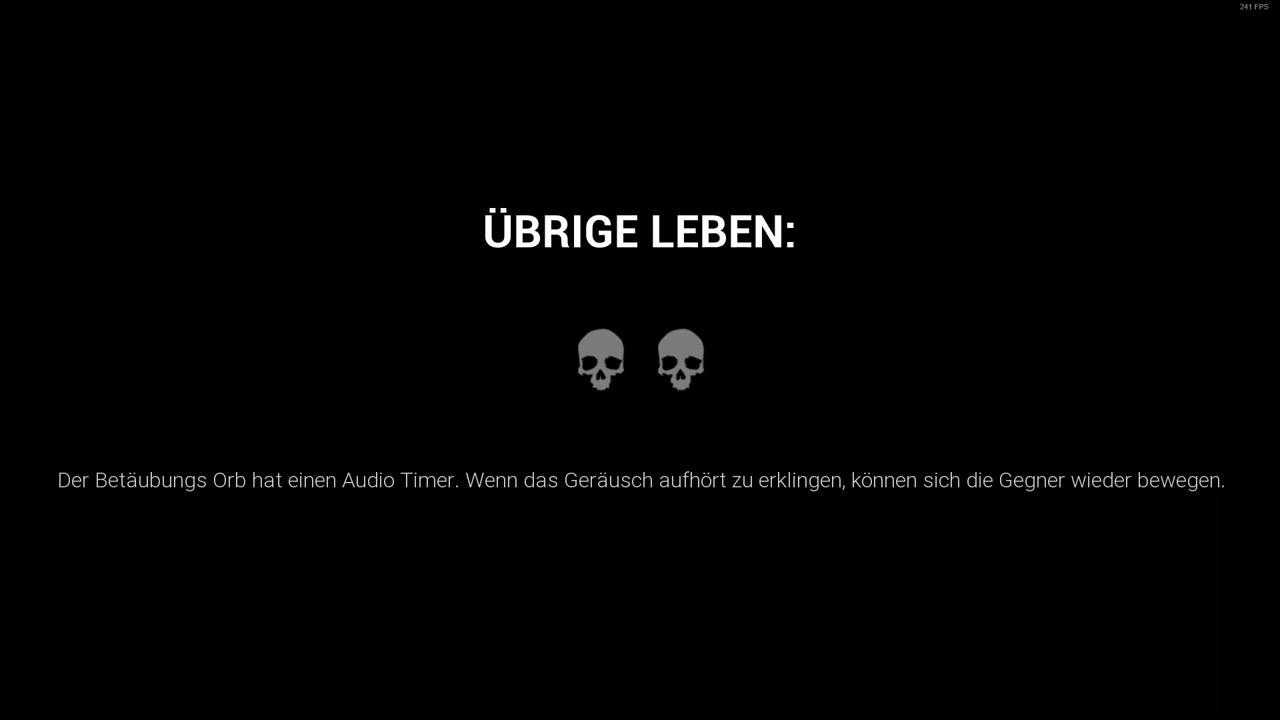 241 FPS
ÜBRIGE LEBEN:
Der Betäubungs Orb hat einen Audio Timer. Wenn das Geräusch aufhört zu erklingen, können sich die Gegner wieder bewegen.